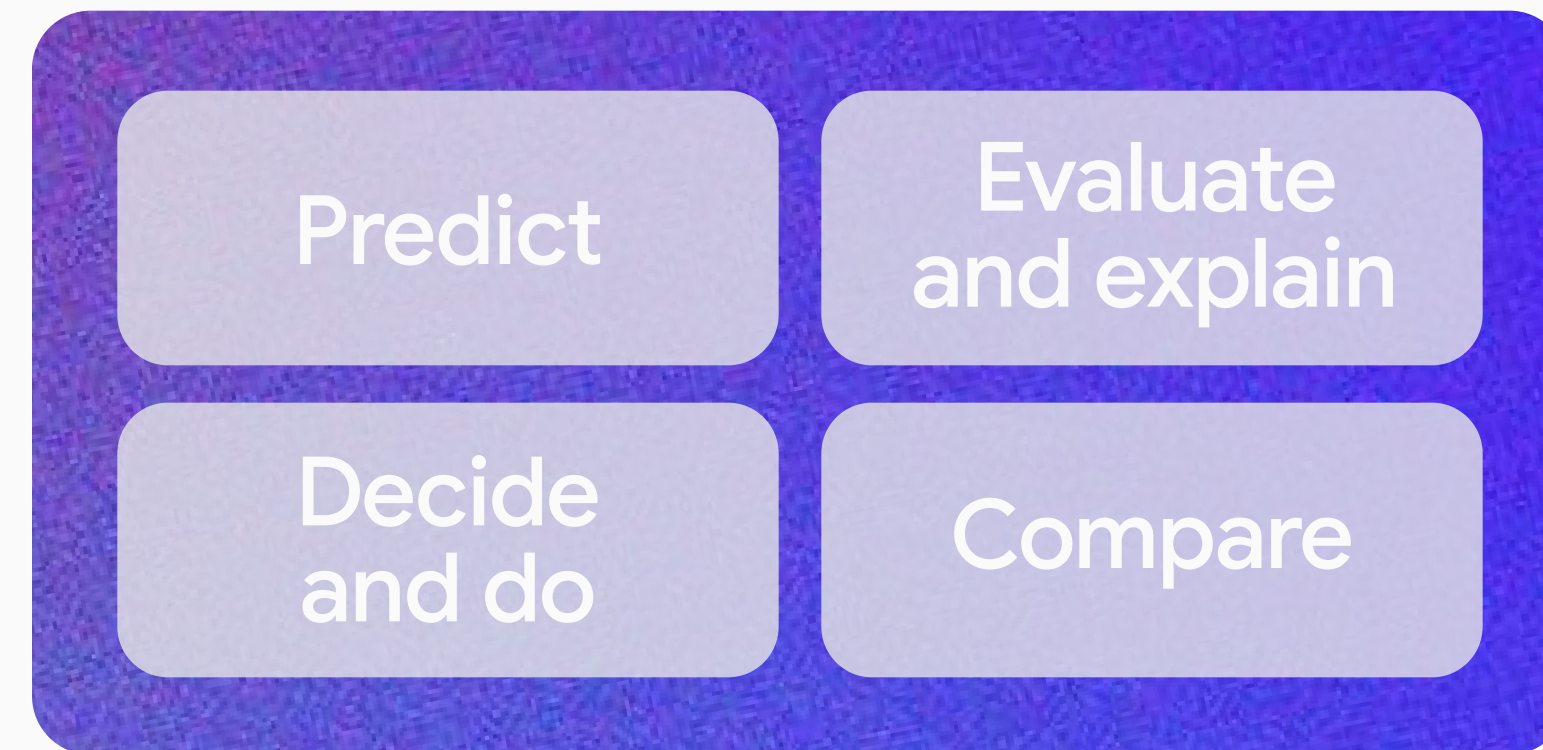 Predict
Evaluate
and explain
Decide
and do
Compare